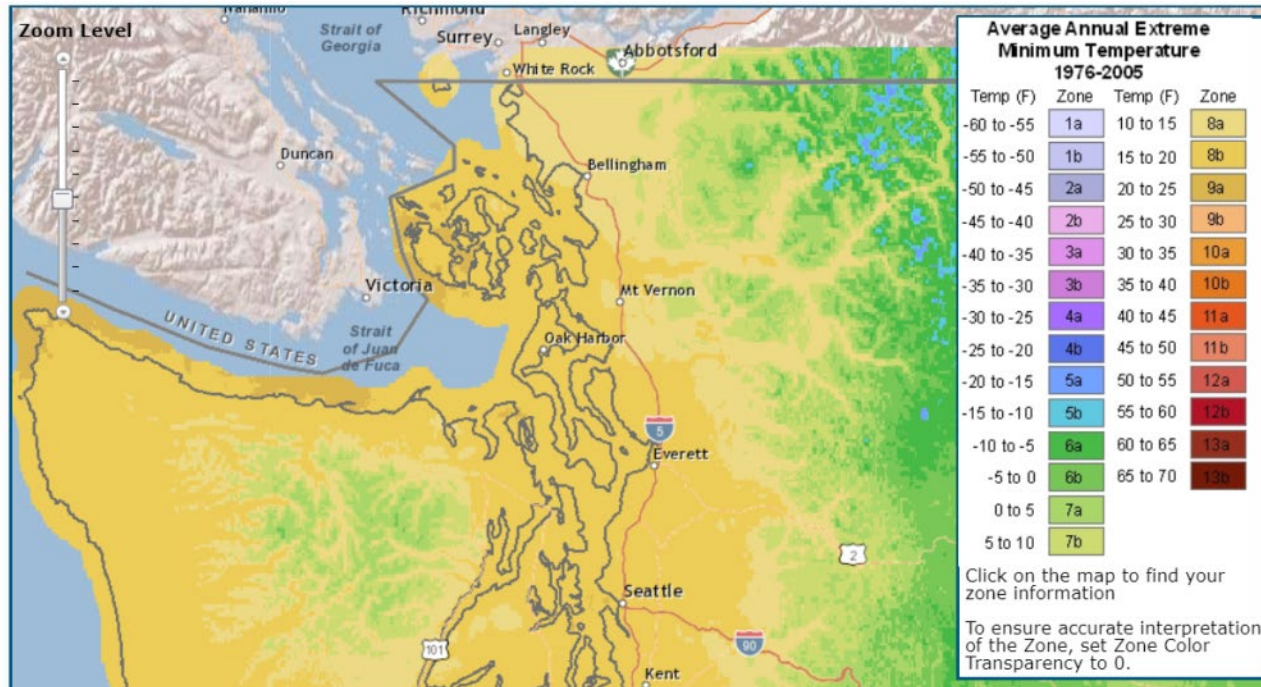 Zoom Level
Nanaimo
Strait of
Georgia
Richmond
Surrey
Langley
Abbotsford
White Rock
Duncan
Bellingham
Victoria
Mt Vernon
UNITED STATES
Strait
of Juan
de Fuca
Oak Harbor
5
Everett
2
Seattle
101
90
Kent
Average Annual Extreme
Minimum Temperature
1976-2005
Temp (F) Zone Temp (F) Zone
-60 to -55 1a 10 to 15 8a
-55 to -50 1b 15 to 20 8b
-50 to -45 2a 20 to 25 9a
-45 to -40 2b 25 to 30 9b
-40 to -35 3a 30 to 35 10a
-35 to -30 3b 35 to 40 10b
-30 to -25 4a 40 to 45 11a
-25 to -20 4b 45 to 50 11b
-20 to -15 5a 50 to 55 12a
-15 to -10 5b 55 to 60 12b
-10 to -5 6a 60 to 65 13a
-5 to 0 6b 65 to 70 13b
0 to 5 7a
5 to 10 7b
Click on the map to find your
zone information
To ensure accurate interpretation
of the Zone, set Zone Color
Transparency to 0.